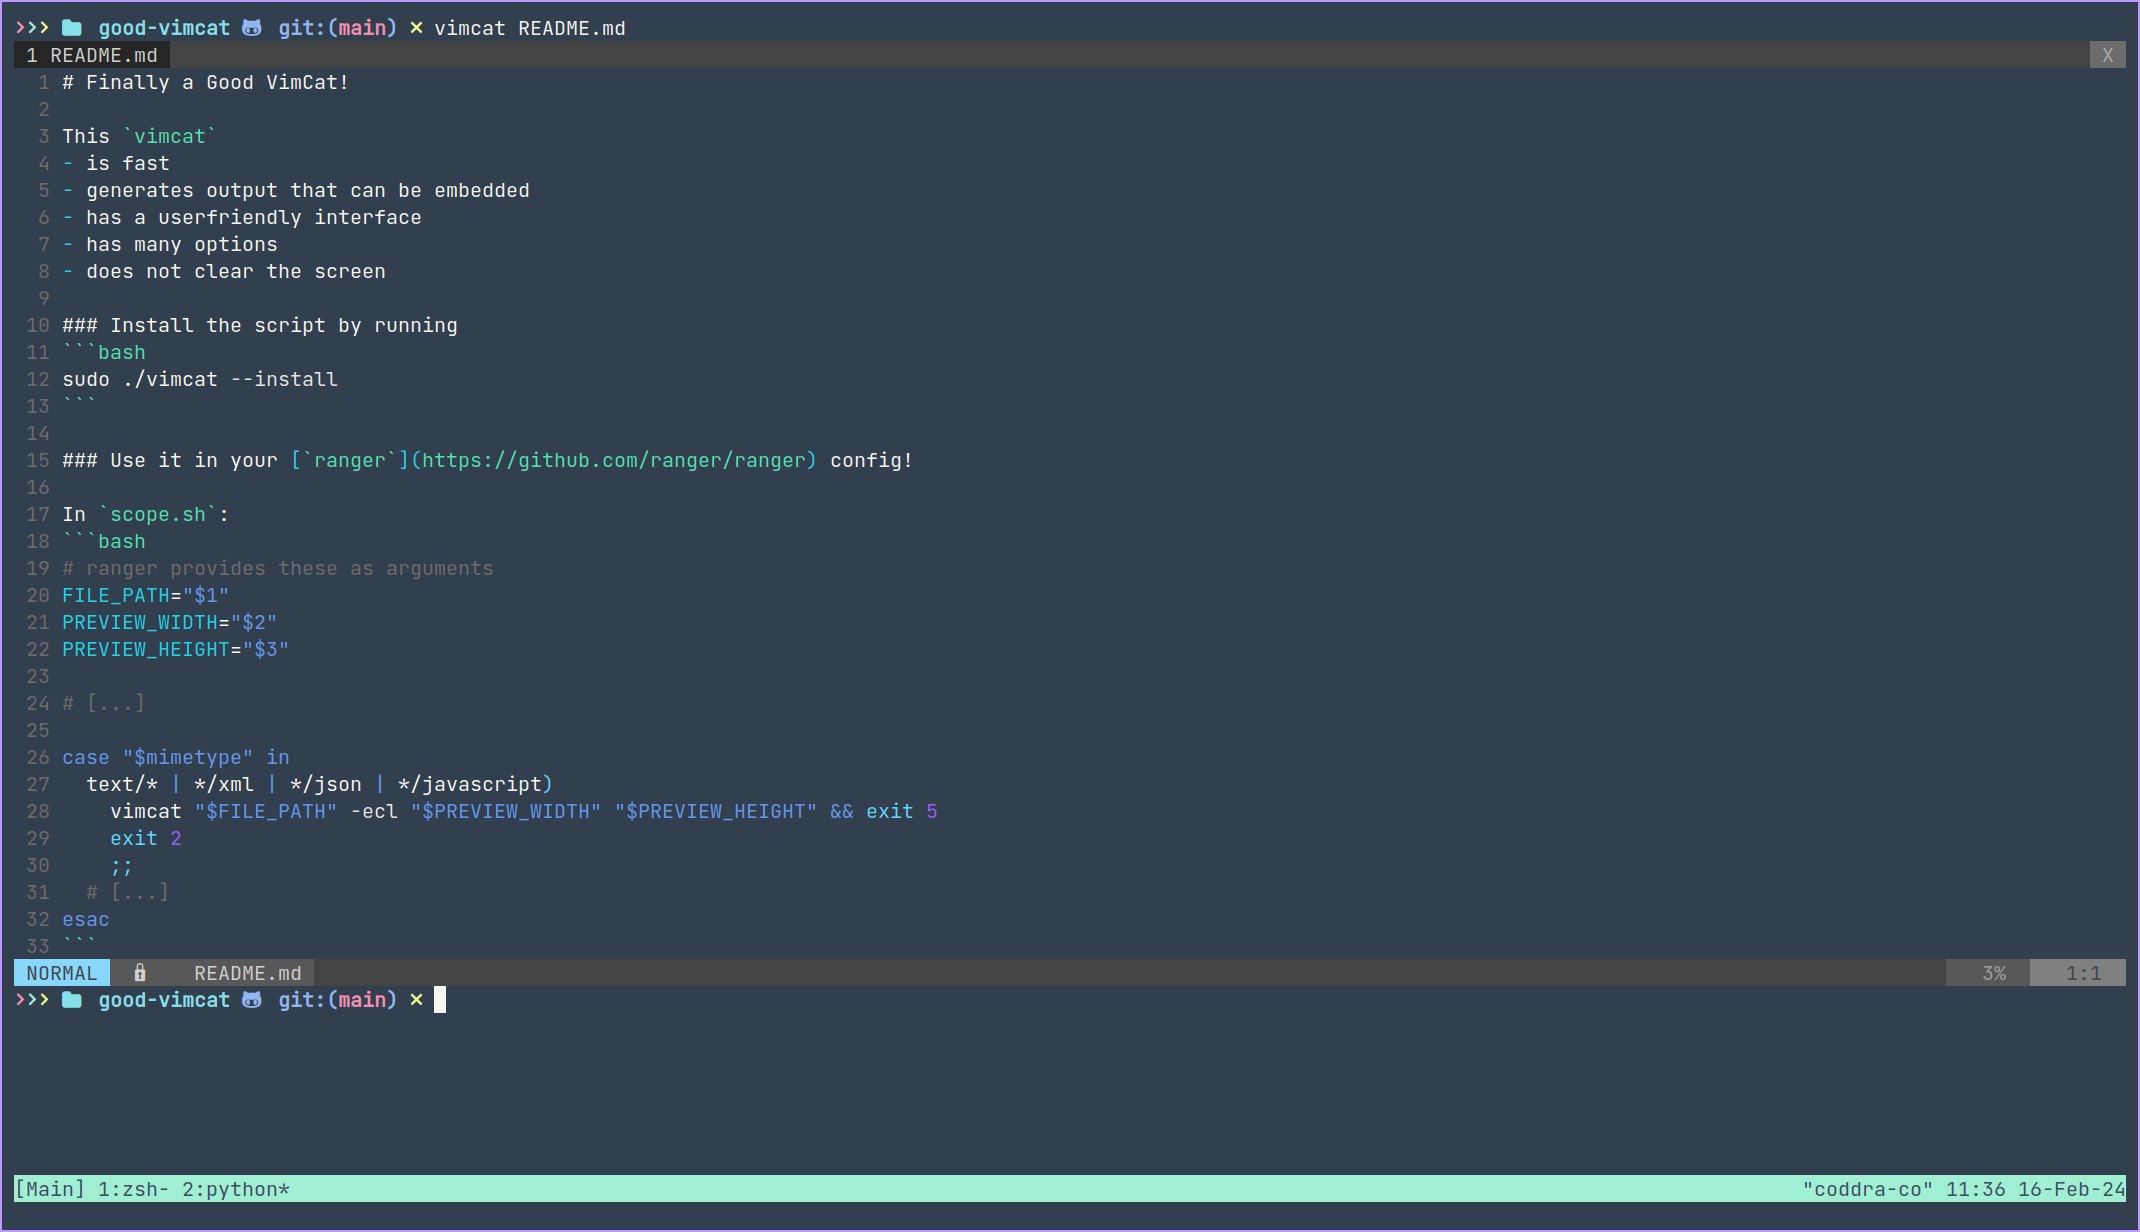 >>> good-vimcat git:(main) × vimcat README.md
1 README.md X
1 # Finally a Good VimCat!
2
3 This `vimcat`
4 - is fast
5 - generates output that can be embedded
6 - has a userfriendly interface
7 - has many options
8 - does not clear the screen
9
10 ### Install the script by running
11 ```bash
12 sudo ./vimcat --install
13 ```
14
15 ### Use it in your [`ranger`](https://github.com/ranger/ranger) config!
16
17 In `scope.sh`:
18 ```bash
19 # ranger provides these as arguments
20 FILE_PATH="$1"
21 PREVIEW_WIDTH="$2"
22 PREVIEW_HEIGHT="$3"
23
24 # [...]
25
26 case "$mimetype" in
27   text/* | */xml | */json | */javascript)
28     vimcat "$FILE_PATH" -ecl "$PREVIEW_WIDTH" "$PREVIEW_HEIGHT" && exit 5
29     exit 2
30     ;;
31   # [...]
32 esac
33 ```
NORMAL README.md 3% 1:1
>>> good-vimcat git:(main) ×
[Main] 1:zsh- 2:python* "coddra-co" 11:36 16-Feb-24